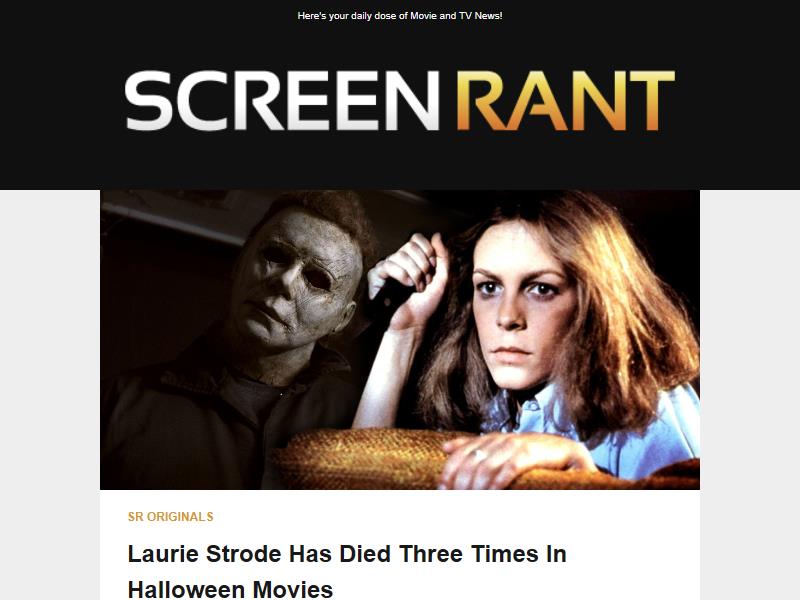 Here's your daily dose of Movie and TV News!
SCREEN RANT
SR ORIGINALS
Laurie Strode Has Died Three Times In
Halloween Movies